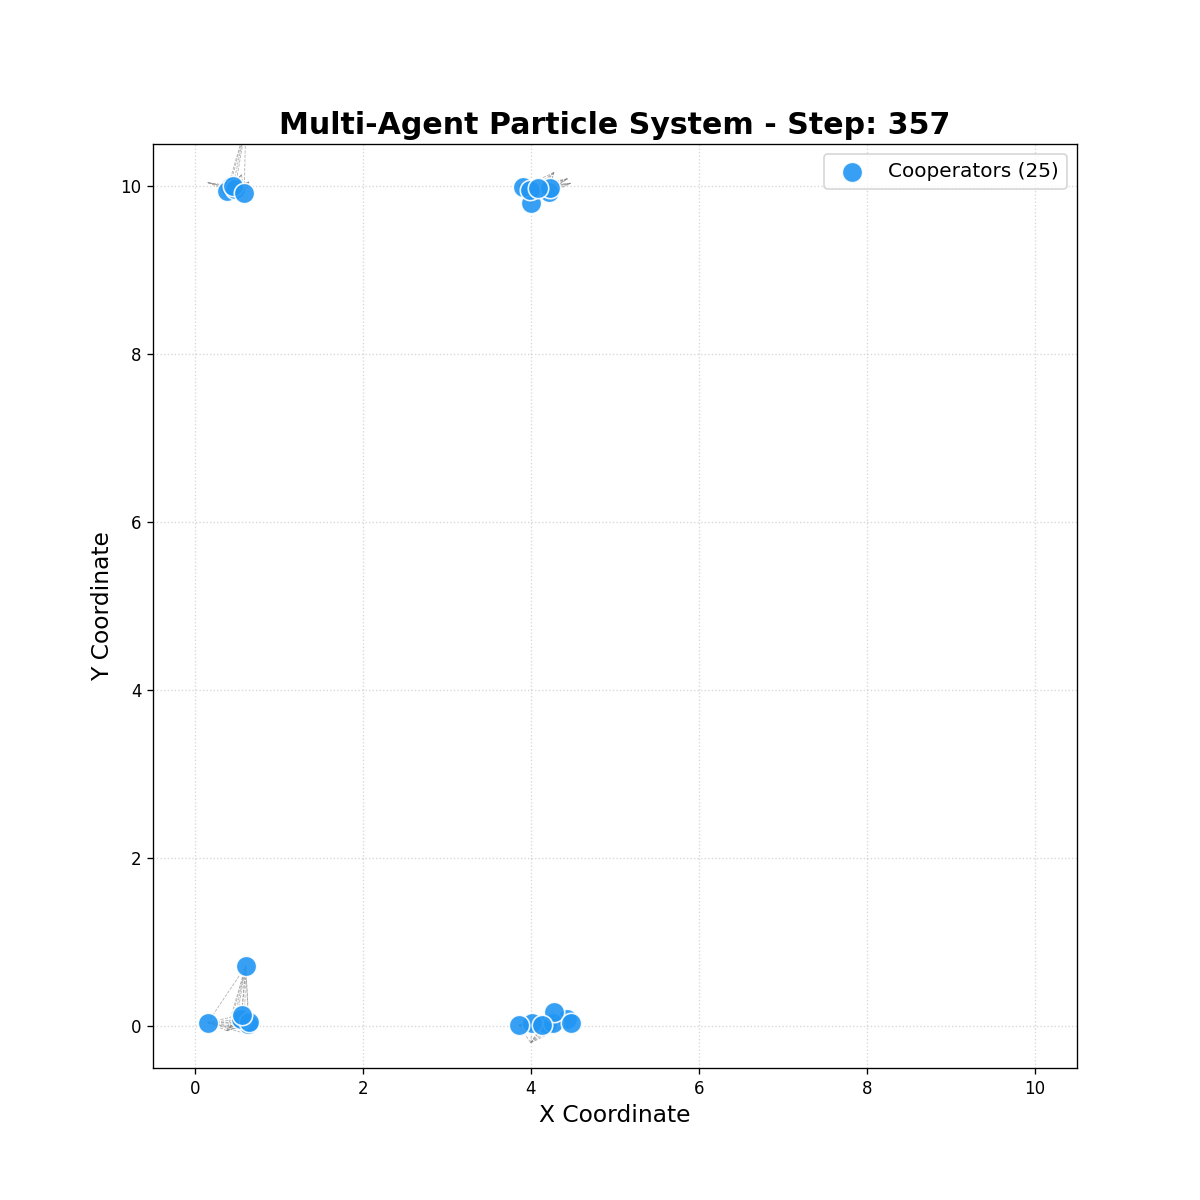 Multi-Agent Particle System - Step: 357
Cooperators (25)
10
8
6
4
2
0
Y Coordinate
0 2 4 6 8 10
X Coordinate